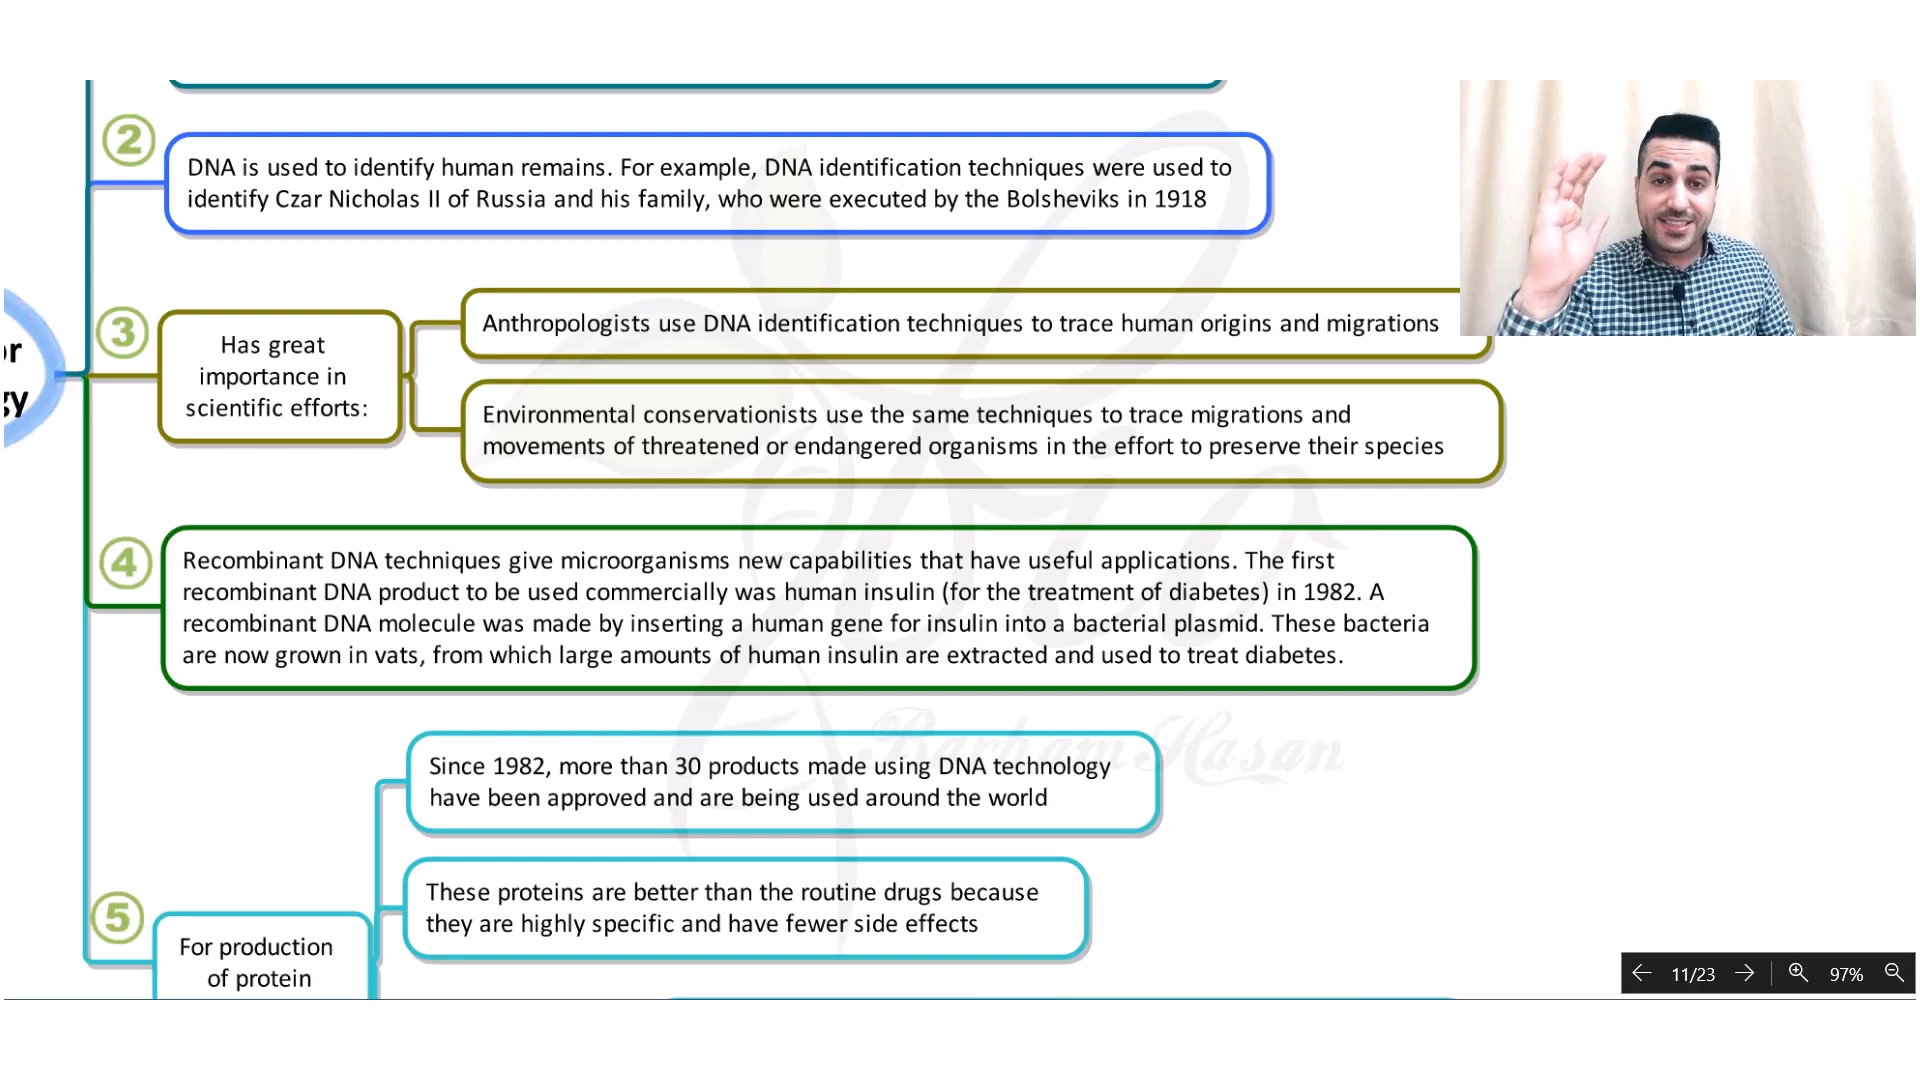 2
DNA is used to identify human remains. For example, DNA identification techniques were used to
identify Czar Nicholas II of Russia and his family, who were executed by the Bolsheviks in 1918
3
Has great
importance in
scientific efforts:
Anthropologists use DNA identification techniques to trace human origins and migrations
Environmental conservationists use the same techniques to trace migrations and
movements of threatened or endangered organisms in the effort to preserve their species
4
Recombinant DNA techniques give microorganisms new capabilities that have useful applications. The first
recombinant DNA product to be used commercially was human insulin (for the treatment of diabetes) in 1982. A
recombinant DNA molecule was made by inserting a human gene for insulin into a bacterial plasmid. These bacteria
are now grown in vats, from which large amounts of human insulin are extracted and used to treat diabetes.
Barham Hasan
5
For production
of protein
Since 1982, more than 30 products made using DNA technology
have been approved and are being used around the world
These proteins are better than the routine drugs because
they are highly specific and have fewer side effects
11/23
97%